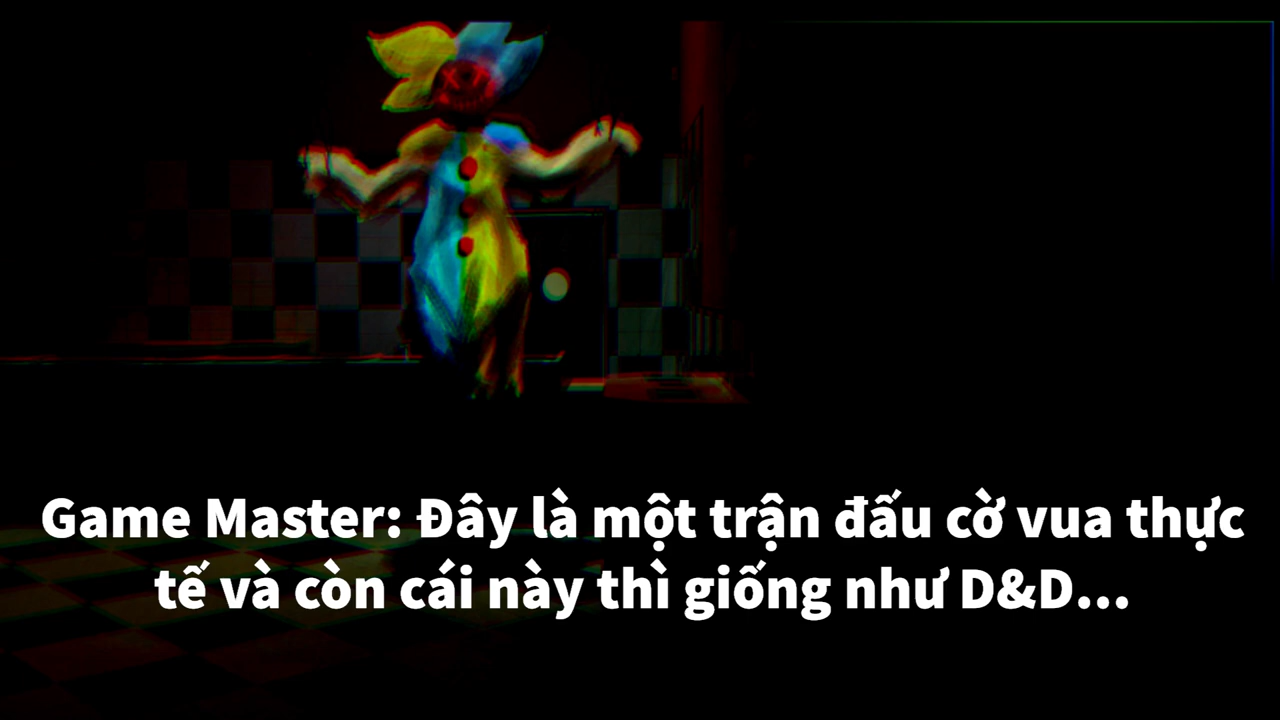 Game Master: Đây là một trận đấu cờ vua thực
tế và còn cái này thì giống như D&D...